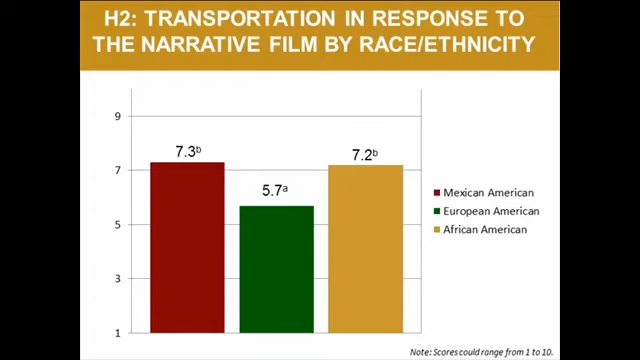 H2: TRANSPORTATION IN RESPONSE TO
THE NARRATIVE FILM BY RACE/ETHNICITY
9
7
5
3
1
7.3ᵇ
5.7ᵃ
7.2ᵇ
Mexican American
European American
African American
Note: Scores could range from 1 to 10.